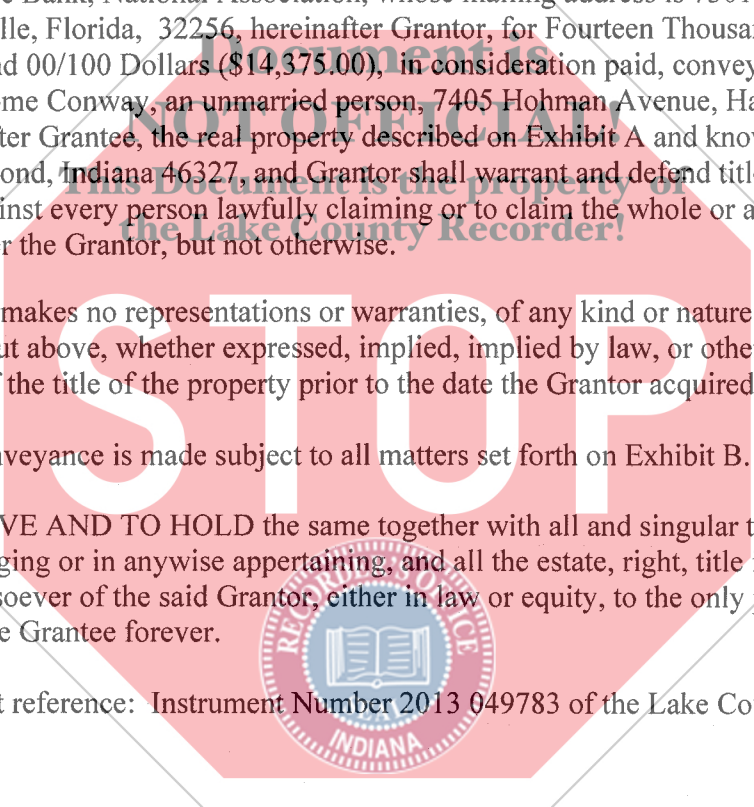 Bank, National Association, whose mailing address is 7301
lle, Florida, 32256, hereinafter Grantor, for Fourteen Thousan
d 00/100 Dollars ($14,375.00), in consideration paid, convey
me Conway, an unmarried person, 7405 Hohman Avenue, Ha
ter Grantee, the real property described on Exhibit A and know
ond, Indiana 46327, and Grantor shall warrant and defend title
inst every person lawfully claiming or to claim the whole or a
r the Grantor, but not otherwise.
Document is
NOT OFFICIAL!
This Document is the property of
the Lake County Recorder!
makes no representations or warranties, of any kind or nature
ut above, whether expressed, implied, implied by law, or other
f the title of the property prior to the date the Grantor acquired
STOP
nveyance is made subject to all matters set forth on Exhibit B.
VE AND TO HOLD the same together with all and singular t
ging or in anywise appertaining, and all the estate, right, title
soever of the said Grantor, either in law or equity, to the only
e Grantee forever.
t reference: Instrument Number 2013 049783 of the Lake Co
RECORDER'S OFFICE
INDIANA